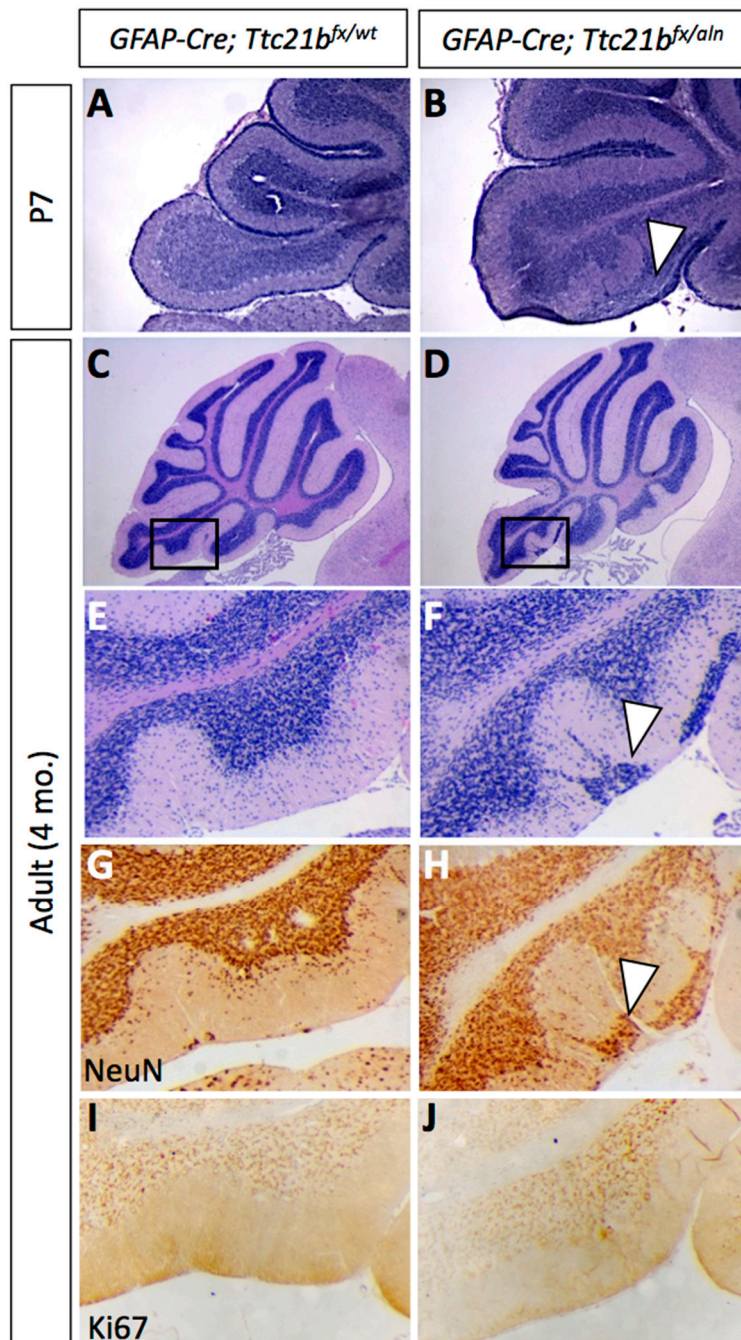 GFAP-Cre; Ttc21b^fx/wt
GFAP-Cre; Ttc21b^fx/aln
P7
A
B
Adult (4 mo.)
C
D
E
F
G
H
NeuN
I
J
Ki67